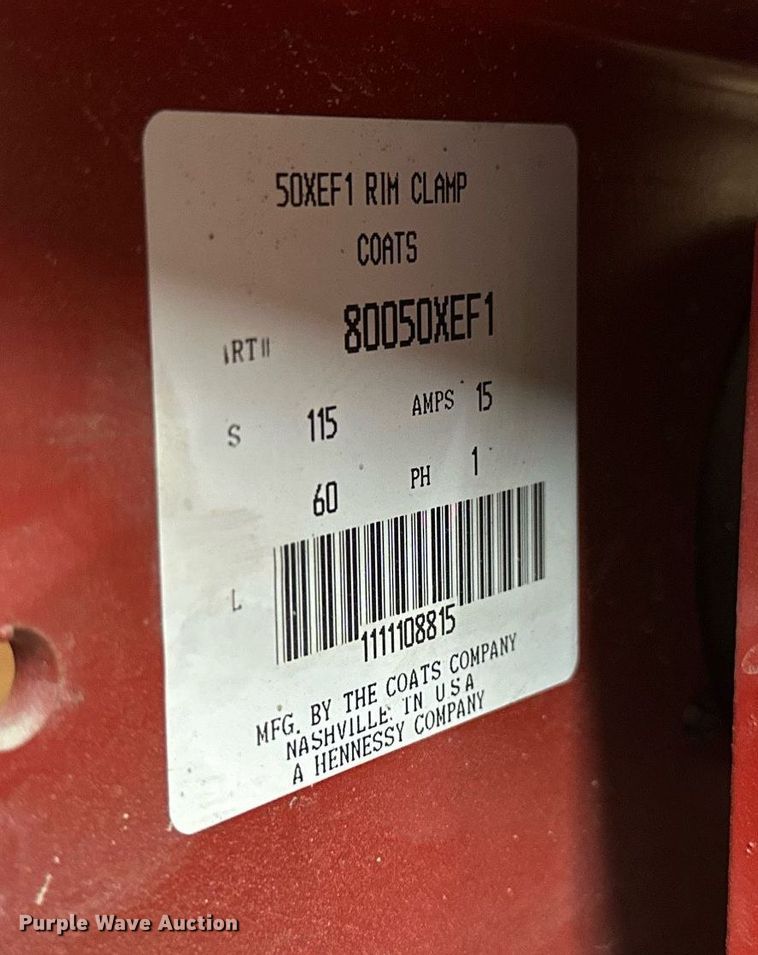 50XEF1 RIM CLAMP
COATS
80050XEF1
S 115 AMPS 15
60 PH 1
L
1111108815
MFG. BY THE COATS COMPANY
NASHVILLE, TN USA
A HENNESSY COMPANY
Purple Wave Auction